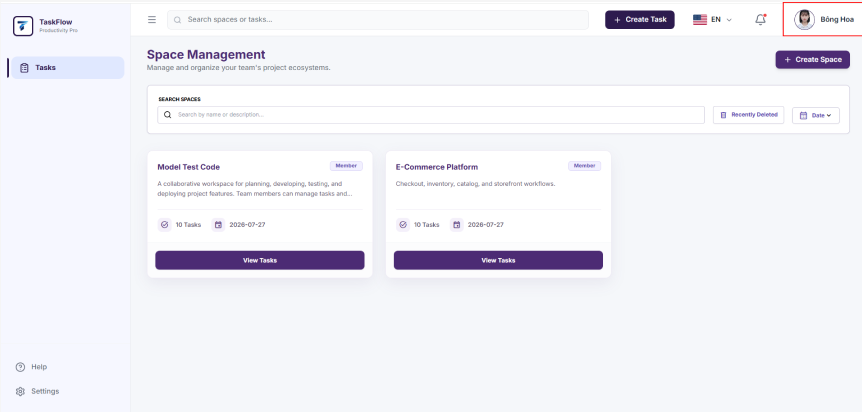 TaskFlow
Productivity Pro
Search spaces or tasks...
+ Create Task
EN
Bông Hoa
Tasks
Space Management
Manage and organize your team's project ecosystems.
+ Create Space
SEARCH SPACES
Search by name or description...
Recently Deleted
Date
Model Test Code
Member
A collaborative workspace for planning, developing, testing, and
deploying project features. Team members can manage tasks and...
10 Tasks
2026-07-27
View Tasks
E-Commerce Platform
Member
Checkout, inventory, catalog, and storefront workflows.
10 Tasks
2026-07-27
View Tasks
Help
Settings